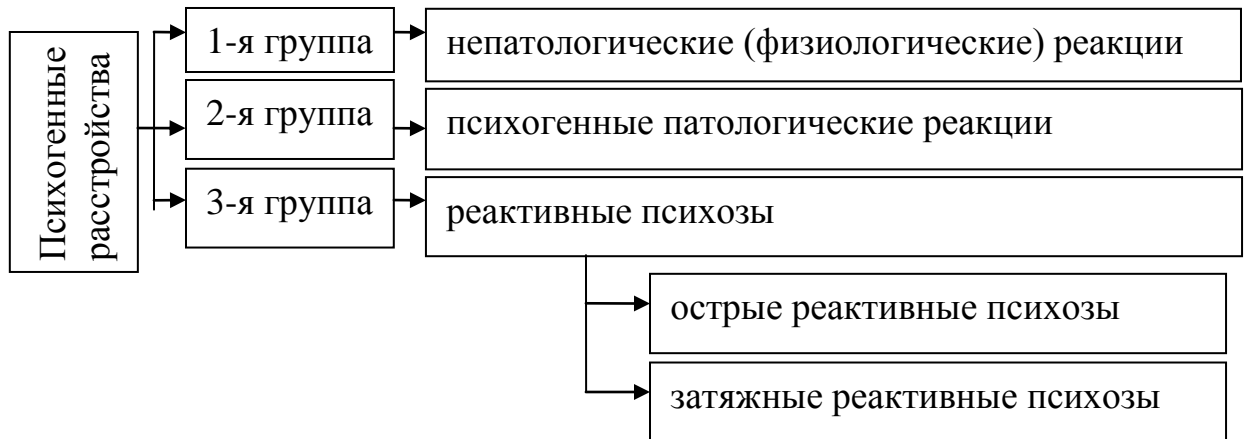 Психогенные
расстройства
1-я группа
непатологические (физиологические) реакции
2-я группа
психогенные патологические реакции
3-я группа
реактивные психозы
острые реактивные психозы
затяжные реактивные психозы